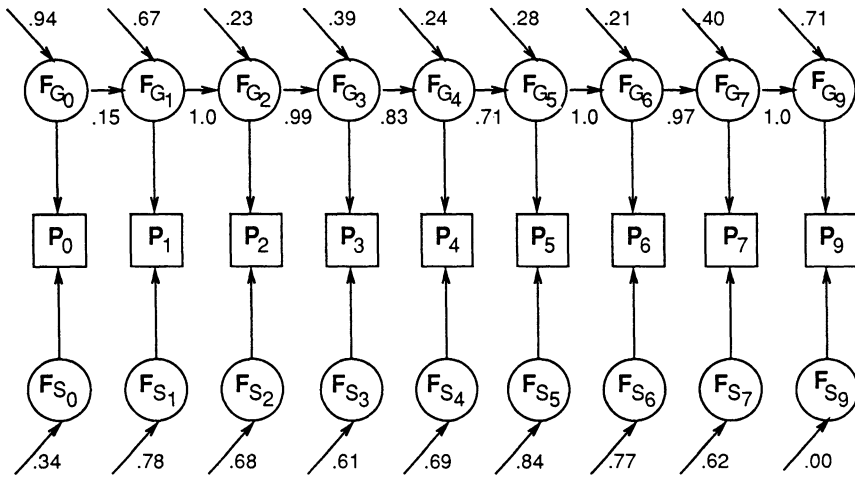 .94 .67 .23 .39 .24 .28 .21 .40 .71
FG0 FG1 FG2 FG3 FG4 FG5 FG6 FG7 FG9
.15 1.0 .99 .83 .71 1.0 .97 1.0
P0 P1 P2 P3 P4 P5 P6 P7 P9
FS0 FS1 FS2 FS3 FS4 FS5 FS6 FS7 FS9
.34 .78 .68 .61 .69 .84 .77 .62 .00